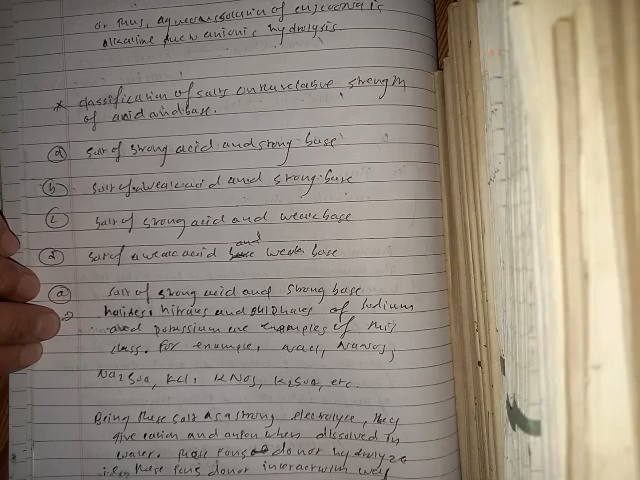 or thus, aqueous solution of CH3COONa is
alkaline due to anionic hydrolysis.
* classification of salts on relative strength
of acid and base.
(a) salt of strong acid and strong base
(b) salt of weak acid and strong base
(c) salt of strong acid and weak base
(d) salt of a weak acid and weak base
(a) salt of strong acid and strong base
halides, nitrates and sulphates of sodium
and potassium are examples of this
class. For example, NaCl, NaNO3,
Na2SO4, KCl, KNO3, K2SO4, etc.
Being these salt as a strong electrolyte, they
give cation and anion when dissolved in
water. these ions do not hydrolyze
i.e. these ions do not interact with